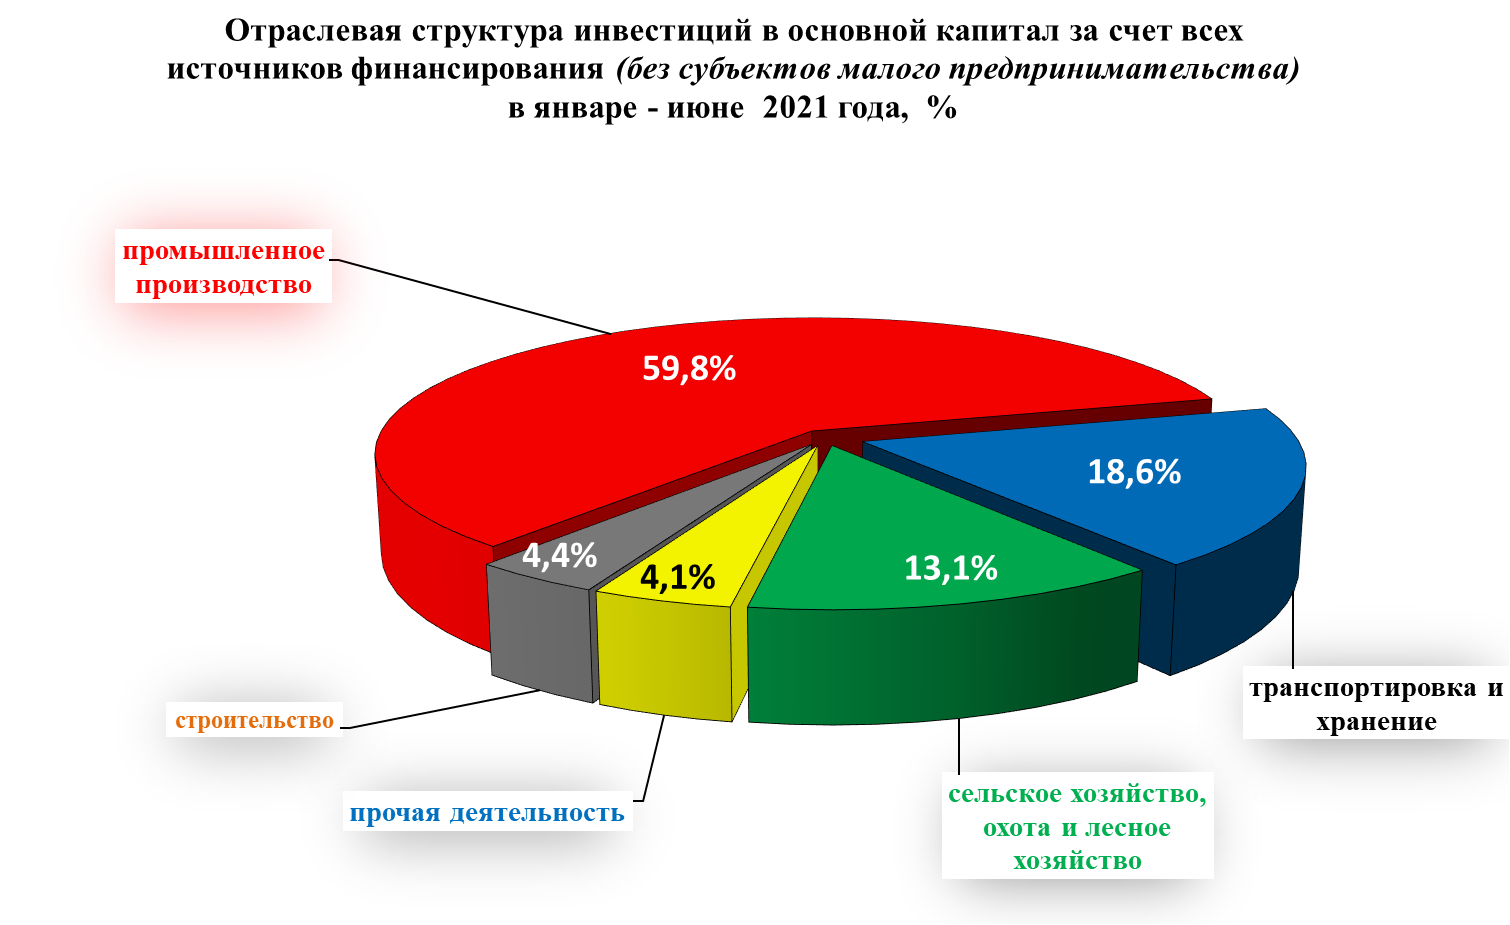 Отраслевая структура инвестиций в основной капитал за счет всех
источников финансирования (без субъектов малого предпринимательства)
в январе - июне 2021 года, %
промышленное
производство
59,8%
18,6%
4,4%
4,1%
13,1%
транспортировка и
хранение
строительство
прочая деятельность
сельское хозяйство,
охота и лесное
хозяйство